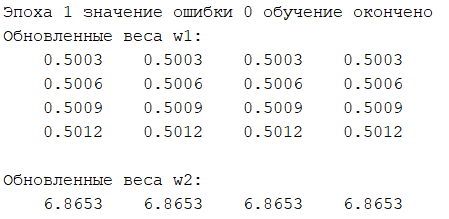 Эпоха 1 значение ошибки 0 обучение окончено
Обновленные веса w1:
0.5003 0.5003 0.5003 0.5003
0.5006 0.5006 0.5006 0.5006
0.5009 0.5009 0.5009 0.5009
0.5012 0.5012 0.5012 0.5012
Обновленные веса w2:
6.8653 6.8653 6.8653 6.8653